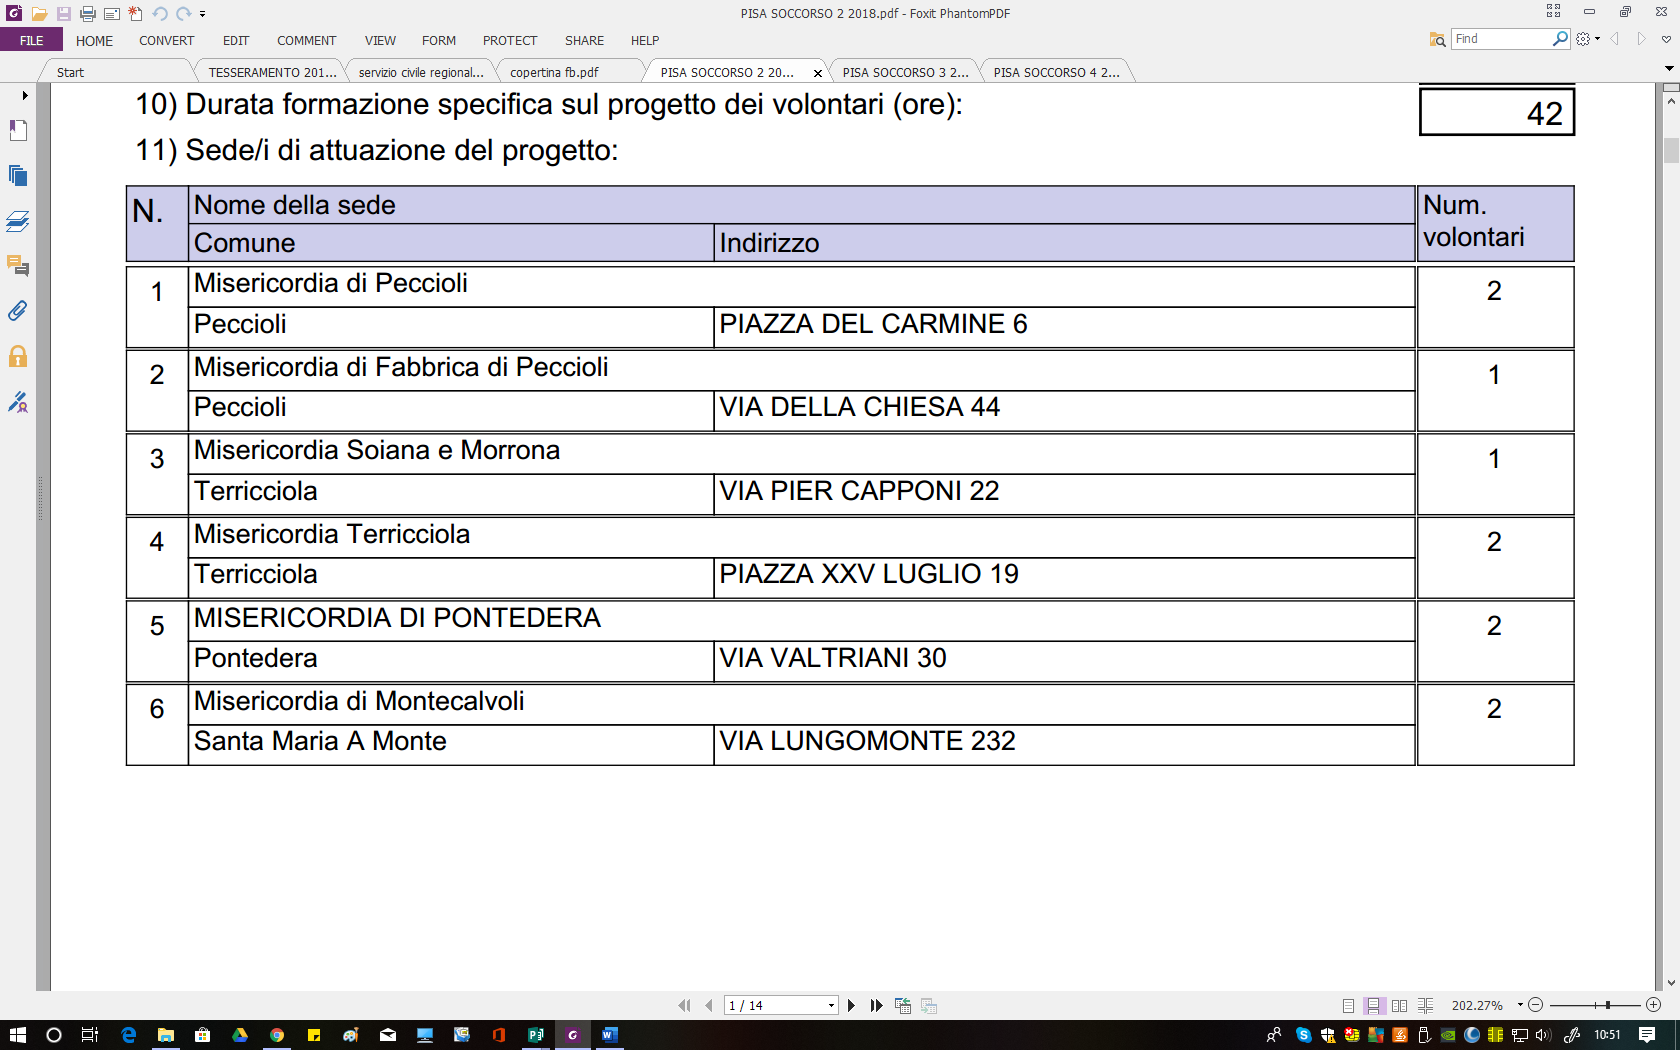 PISA SOCCORSO 2 2018.pdf - Foxit PhantomPDF
FILE HOME CONVERT EDIT COMMENT VIEW FORM PROTECT SHARE HELP Find
Start TESSERAMENTO 201... servizio civile regional... copertina fb.pdf PISA SOCCORSO 2 20... PISA SOCCORSO 3 2... PISA SOCCORSO 4 2...
10) Durata formazione specifica sul progetto dei volontari (ore): 42
11) Sede/i di attuazione del progetto:
N. Nome della sede Num. volontari
Comune Indirizzo
1 Misericordia di Peccioli 2
Peccioli PIAZZA DEL CARMINE 6
2 Misericordia di Fabbrica di Peccioli 1
Peccioli VIA DELLA CHIESA 44
3 Misericordia Soiana e Morrona 1
Terricciola VIA PIER CAPPONI 22
4 Misericordia Terricciola 2
Terricciola PIAZZA XXV LUGLIO 19
5 MISERICORDIA DI PONTEDERA 2
Pontedera VIA VALTRIANI 30
6 Misericordia di Montecalvoli 2
Santa Maria A Monte VIA LUNGOMONTE 232
1 / 14 202.27%
10:51